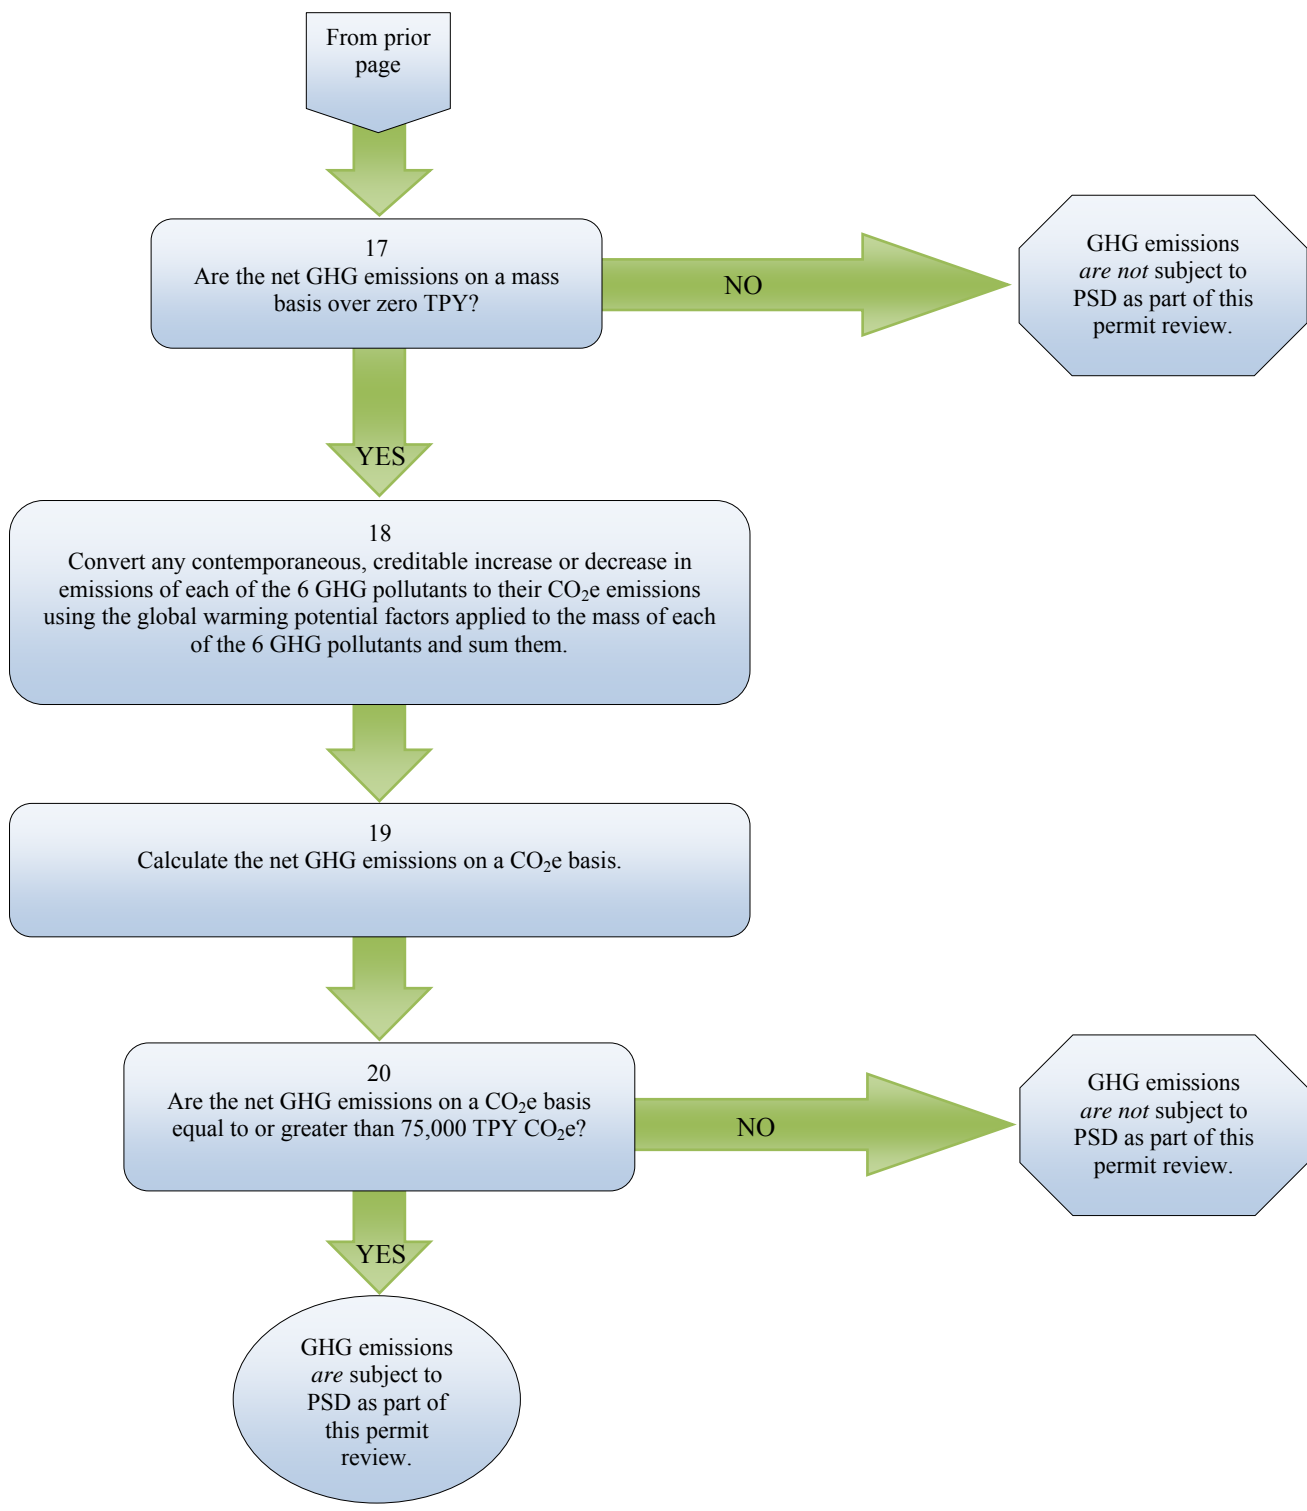 From prior
page
17
Are the net GHG emissions on a mass
basis over zero TPY?
NO
GHG emissions
are not subject to
PSD as part of this
permit review.
YES
18
Convert any contemporaneous, creditable increase or decrease in
emissions of each of the 6 GHG pollutants to their CO₂e emissions
using the global warming potential factors applied to the mass of each
of the 6 GHG pollutants and sum them.
19
Calculate the net GHG emissions on a CO₂e basis.
20
Are the net GHG emissions on a CO₂e basis
equal to or greater than 75,000 TPY CO₂e?
NO
GHG emissions
are not subject to
PSD as part of this
permit review.
YES
GHG emissions
are subject to
PSD as part of
this permit
review.